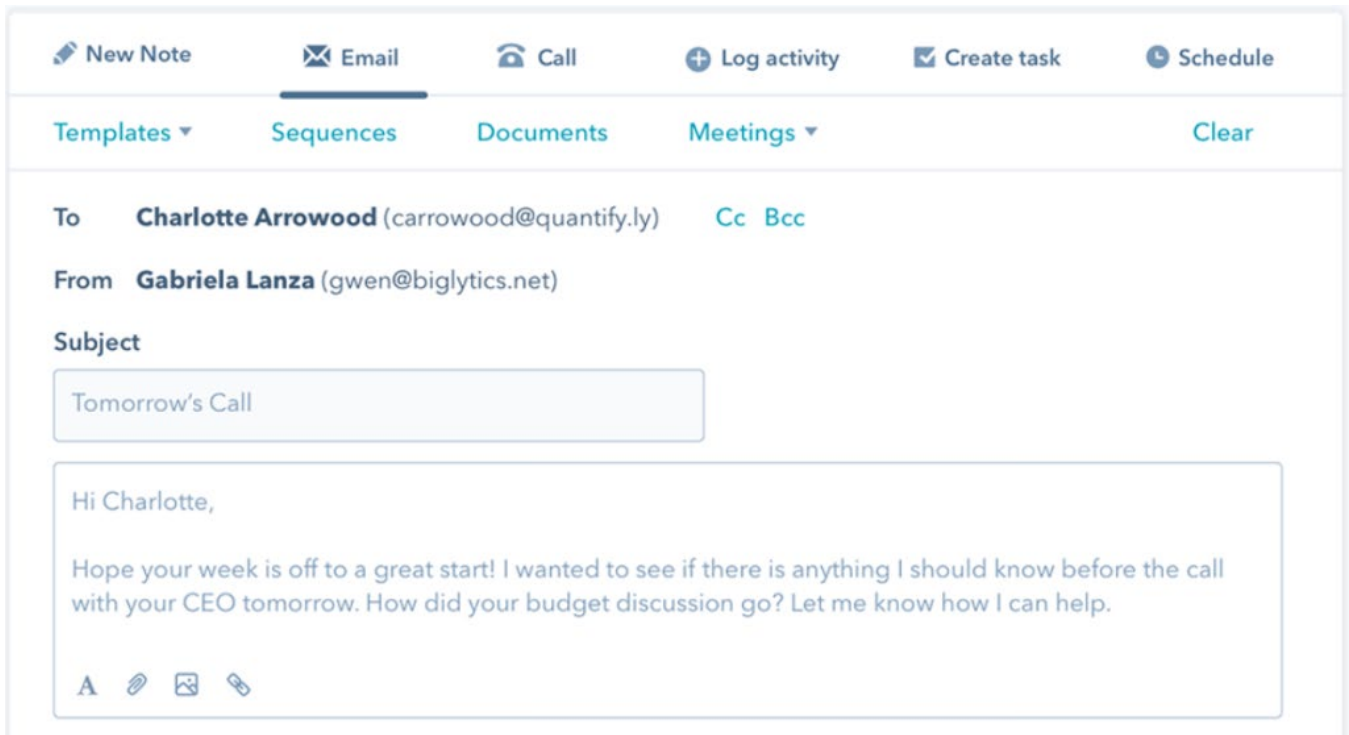 New Note Email Call Log activity Create task Schedule
Templates Sequences Documents Meetings Clear
To Charlotte Arrowood (carrowood@quantify.ly) Cc Bcc
From Gabriela Lanza (gwen@biglytics.net)
Subject
Tomorrow's Call
Hi Charlotte,
Hope your week is off to a great start! I wanted to see if there is anything I should know before the call
with your CEO tomorrow. How did your budget discussion go? Let me know how I can help.
A